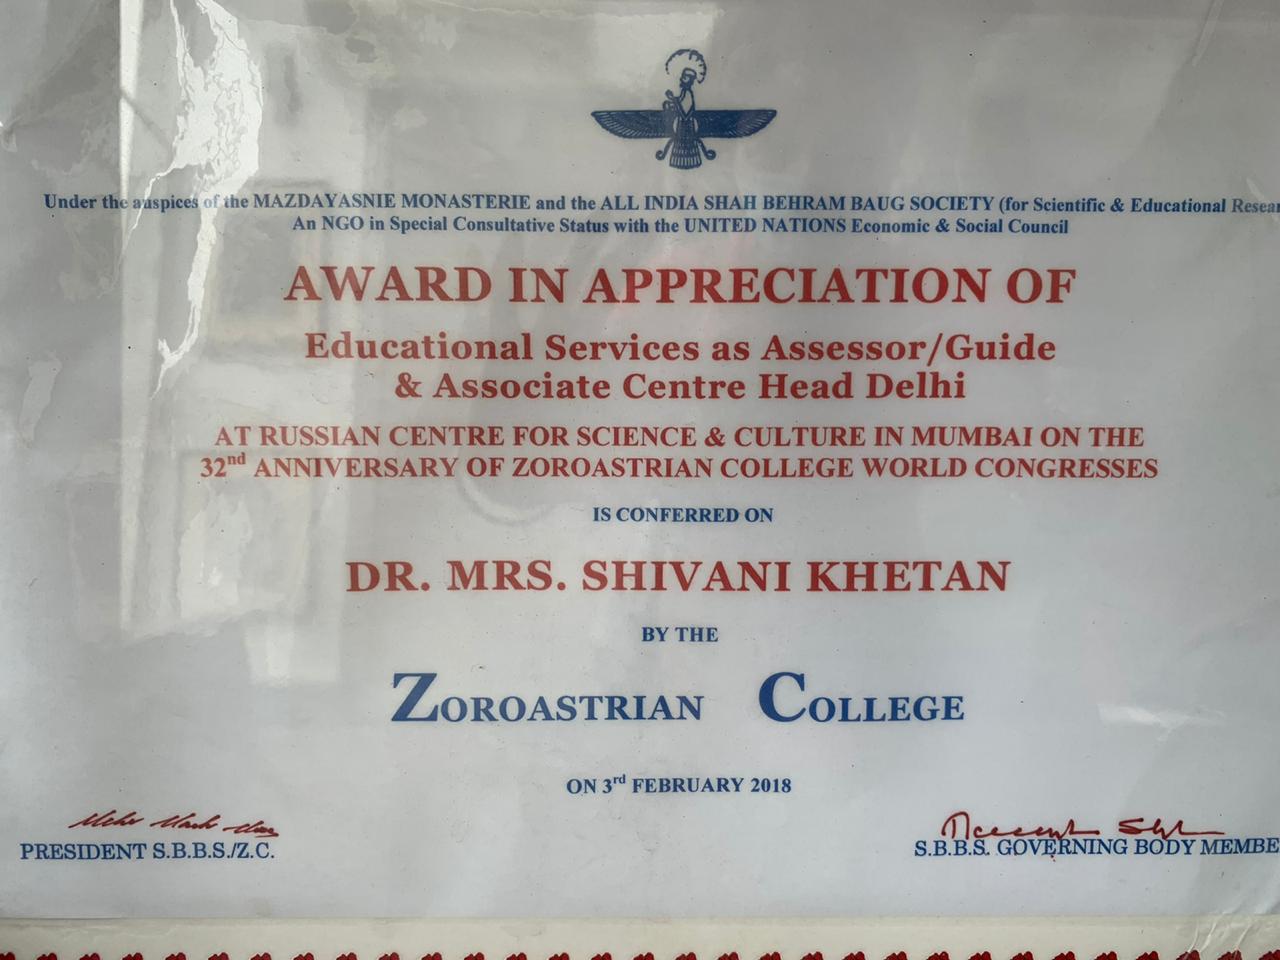 Under the auspices of the MAZDAYASNIE MONASTERIE and the ALL INDIA SHAH BEHRAM BAUG SOCIETY (for Scientific & Educational Resear
An NGO in Special Consultative Status with the UNITED NATIONS Economic & Social Council
AWARD IN APPRECIATION OF
Educational Services as Assessor/Guide
& Associate Centre Head Delhi
AT RUSSIAN CENTRE FOR SCIENCE & CULTURE IN MUMBAI ON THE
32nd ANNIVERSARY OF ZOROASTRIAN COLLEGE WORLD CONGRESSES
IS CONFERRED ON
DR. MRS. SHIVANI KHETAN
BY THE
ZOROASTRIAN COLLEGE
ON 3rd FEBRUARY 2018
PRESIDENT S.B.B.S./Z.C.
S.B.B.S. GOVERNING BODY MEMBE